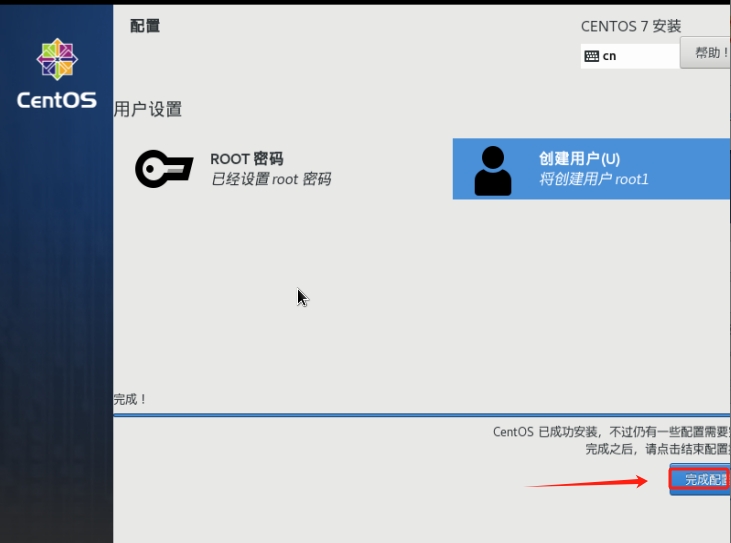 配置
CENTOS 7 安装
cn
帮助！
CentOS
用户设置
ROOT 密码
已经设置 root 密码
创建用户(U)
将创建用户 root1
完成！
CentOS 已成功安装，不过仍有一些配置需要
完成之后，请点击结束配置
完成配置